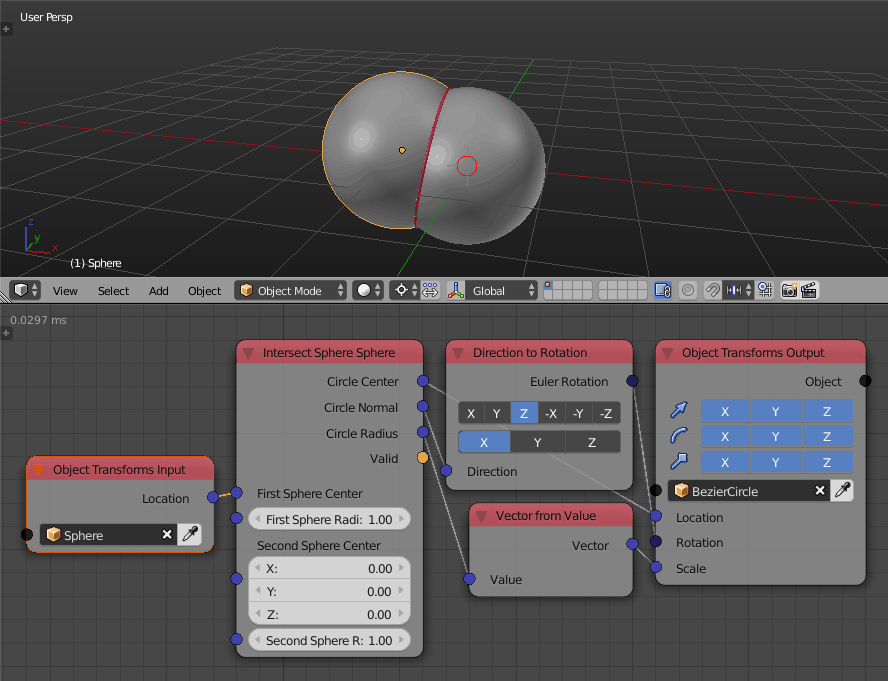 User Persp
z
y
x
(1) Sphere
View Select Add Object Object Mode Global
0.0297 ms
Intersect Sphere Sphere
Circle Center
Circle Normal
Circle Radius
Valid
First Sphere Center
First Sphere Radi: 1.00
Second Sphere Center
X: 0.00
Y: 0.00
Z: 0.00
Second Sphere R: 1.00
Object Transforms Input
Location
Sphere
Direction to Rotation
Euler Rotation
X Y Z -X -Y -Z
X Y Z
Direction
Vector from Value
Vector
Value
Object Transforms Output
Object
X Y Z
X Y Z
X Y Z
BezierCircle
Location
Rotation
Scale